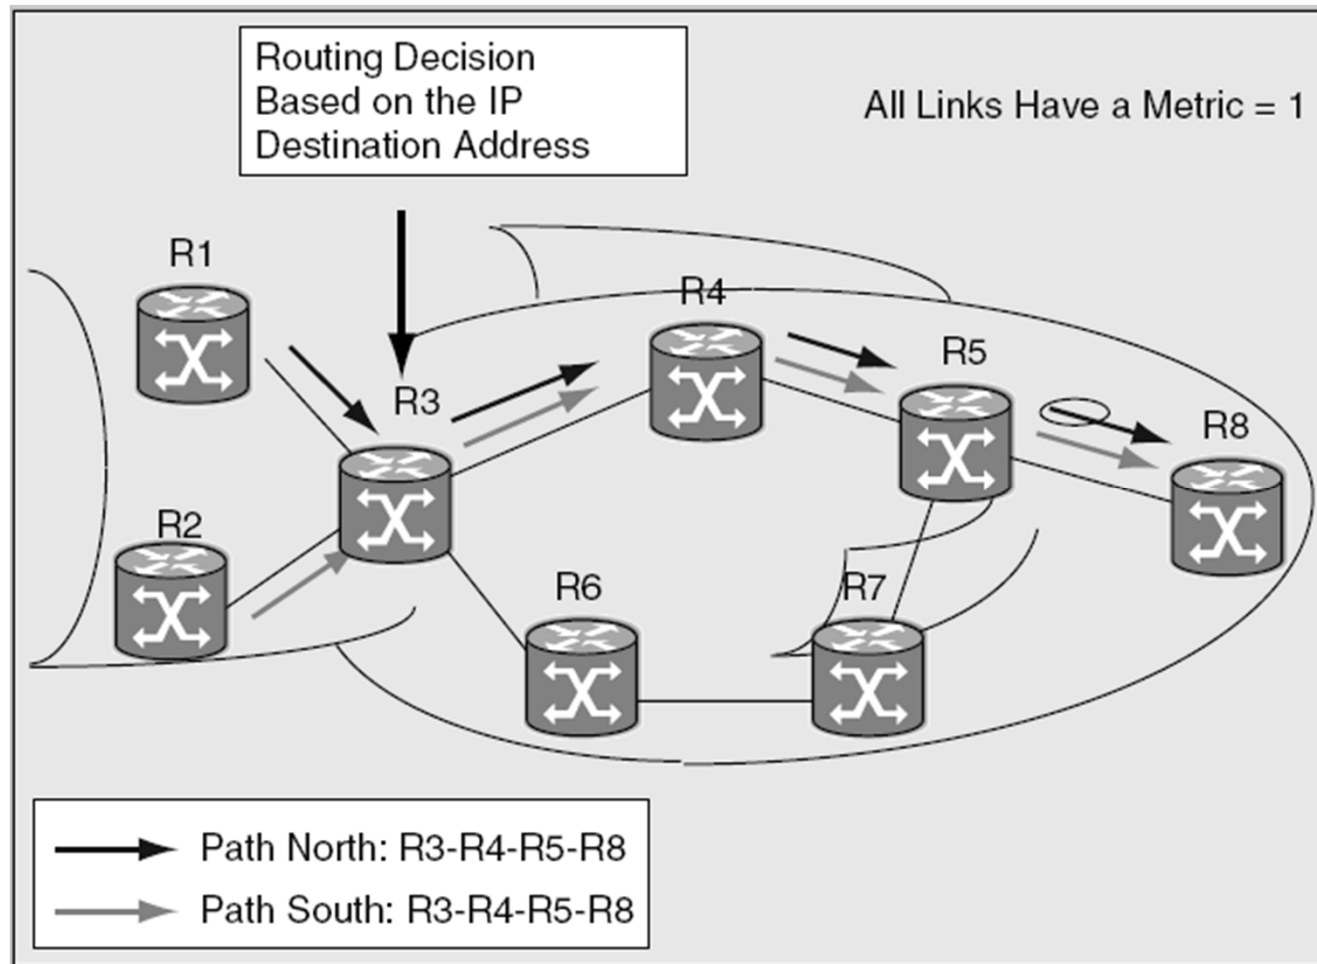 Routing Decision
Based on the IP
Destination Address
All Links Have a Metric = 1
R1
R4
R5
R3
R8
R2
R6
R7
Path North: R3-R4-R5-R8
Path South: R3-R4-R5-R8